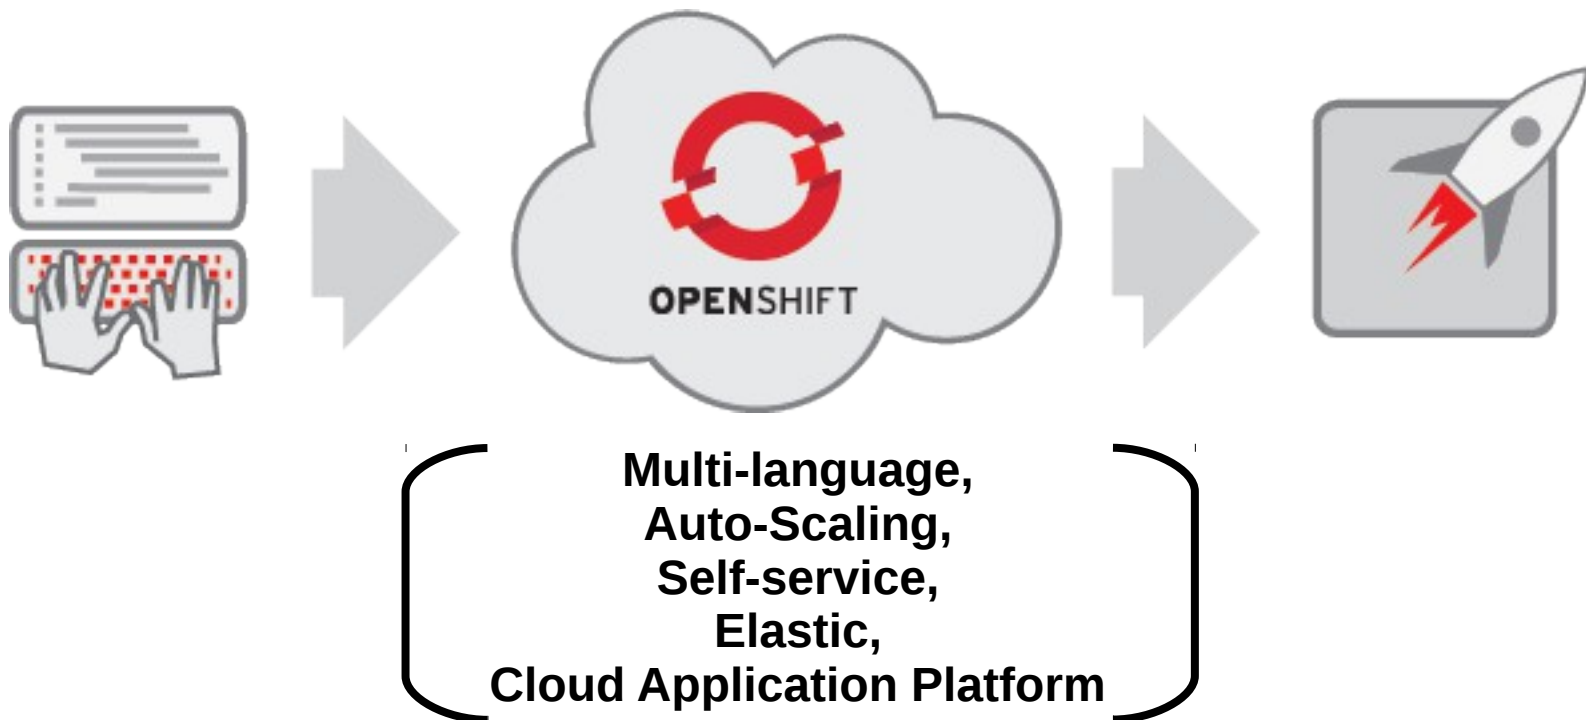 OPENSHIFT
Multi-language,
Auto-Scaling,
Self-service,
Elastic,
Cloud Application Platform